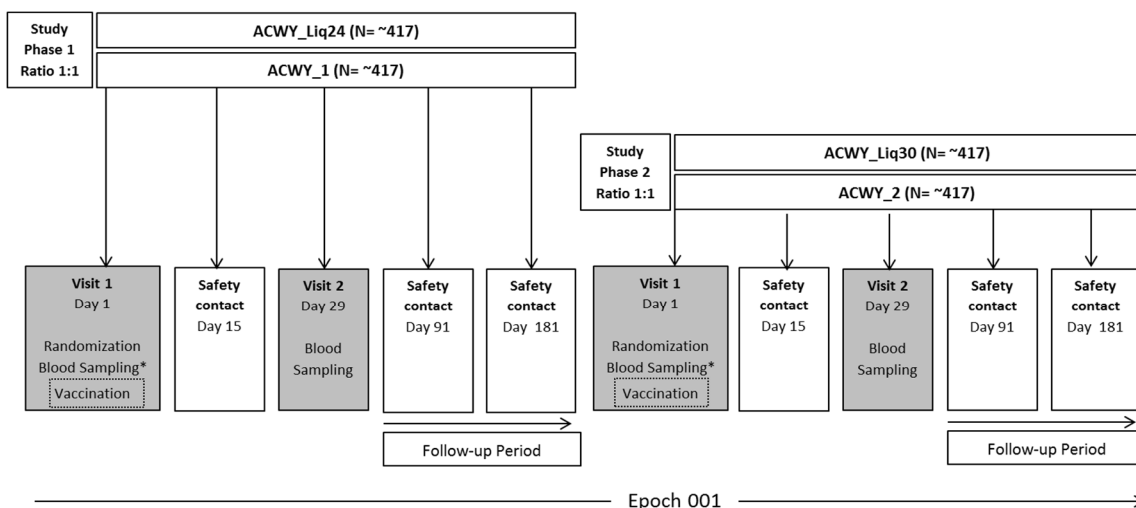 Study
Phase 1
Ratio 1:1
ACWY_Liq24 (N= ~417)
ACWY_1 (N= ~417)
Study
Phase 2
Ratio 1:1
ACWY_Liq30 (N= ~417)
ACWY_2 (N= ~417)
Visit 1
Day 1
Randomization
Blood Sampling*
Vaccination
Safety
contact
Day 15
Visit 2
Day 29
Blood
Sampling
Safety
contact
Day 91
Safety
contact
Day 181
Follow-up Period
Visit 1
Day 1
Randomization
Blood Sampling*
Vaccination
Safety
contact
Day 15
Visit 2
Day 29
Blood
Sampling
Safety
contact
Day 91
Safety
contact
Day 181
Follow-up Period
Epoch 001